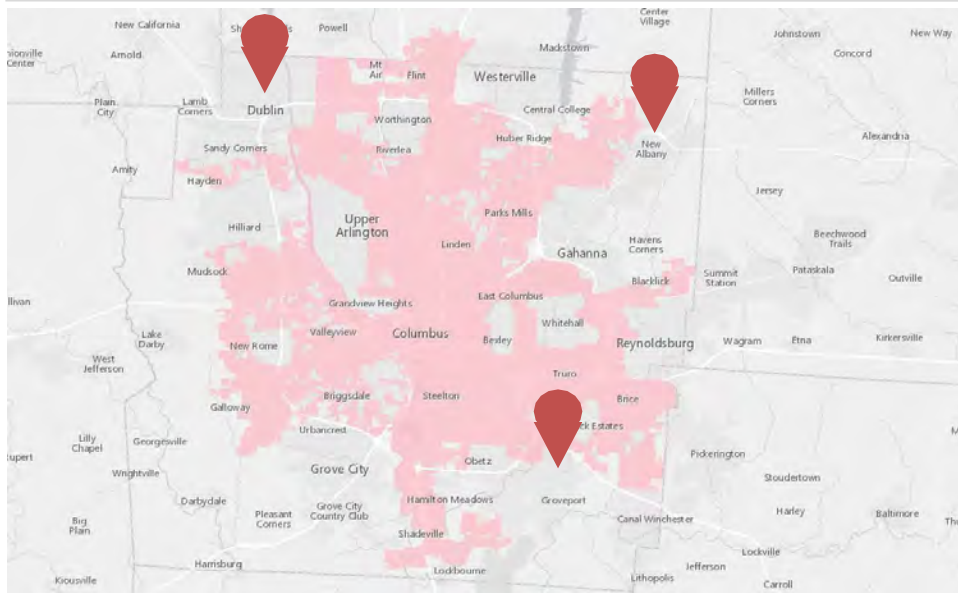 Center
Village
New California
Powell
Johnstown
New Way
Arnold
Mt
Air
Flint
Mackstown
Westerville
Concord
Center
Plain
City
Lamb
Corners
Dublin
Worthington
Central College
Millers
Corners
Sandy Corners
Riverlea
Huber Ridge
New
Albany
Alexandria
Amity
Hayden
Jersey
Hilliard
Upper
Arlington
Parks Mills
Linden
Gahanna
Havens
Corners
Beechwood
Trails
Mudsock
Blacklick
Summit
Station
Pataskala
Outville
Grandview Heights
East Columbus
Lake
Darby
New Rome
Valleyview
Columbus
Bexley
Whitehall
Reynoldsburg
Wagram
Etna
Kirkersville
West
Jefferson
Truro
Galloway
Briggsdale
Steelton
Brice
Urbancrest
Estates
Lilly
Chapel
Georgesville
Grove City
Obetz
Pickerington
Wrightville
Stoudertown
Darbydale
Hamilton Meadows
Groveport
Big
Plain
Pleasant
Corners
Grove City
Country Club
Shadeville
Canal Winchester
Harley
Baltimore
Harrisburg
Lockbourne
Lockville
Kiousville
Lithopolis
Jefferson
Carroll